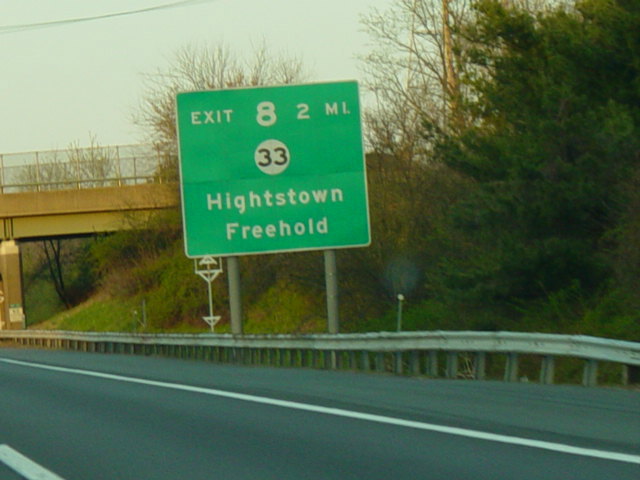 EXIT 8 2 MI.
33
Hightstown
Freehold